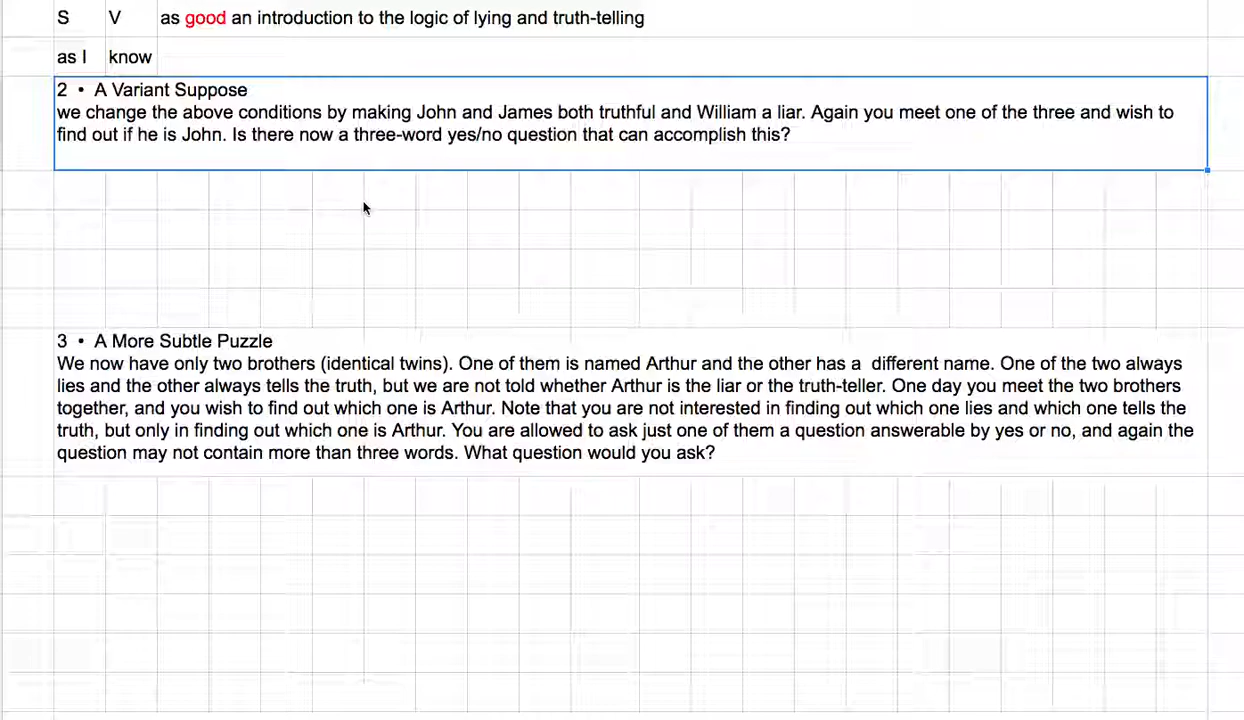 S V as good an introduction to the logic of lying and truth-telling
as I know
2 • A Variant Suppose
we change the above conditions by making John and James both truthful and William a liar. Again you meet one of the three and wish to
find out if he is John. Is there now a three-word yes/no question that can accomplish this?
3 • A More Subtle Puzzle
We now have only two brothers (identical twins). One of them is named Arthur and the other has a different name. One of the two always
lies and the other always tells the truth, but we are not told whether Arthur is the liar or the truth-teller. One day you meet the two brothers
together, and you wish to find out which one is Arthur. Note that you are not interested in finding out which one lies and which one tells the
truth, but only in finding out which one is Arthur. You are allowed to ask just one of them a question answerable by yes or no, and again the
question may not contain more than three words. What question would you ask?